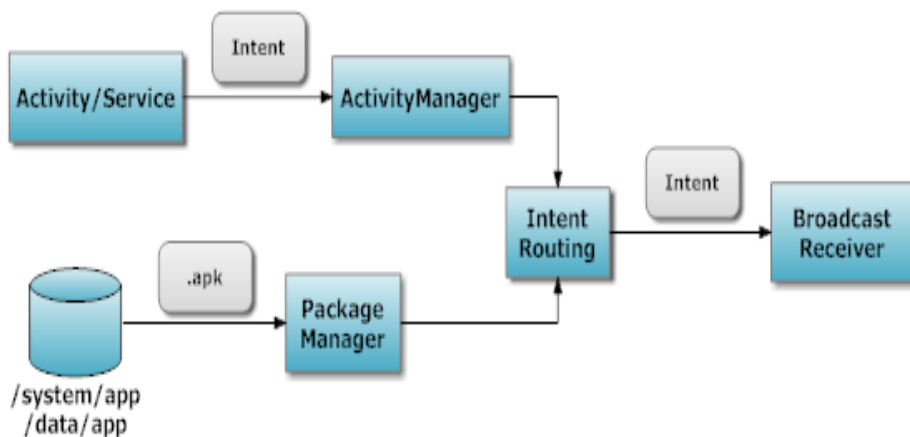 Intent
Activity/Service
ActivityManager
Intent
Intent
Routing
Broadcast
Receiver
.apk
Package
Manager
/system/app
/data/app